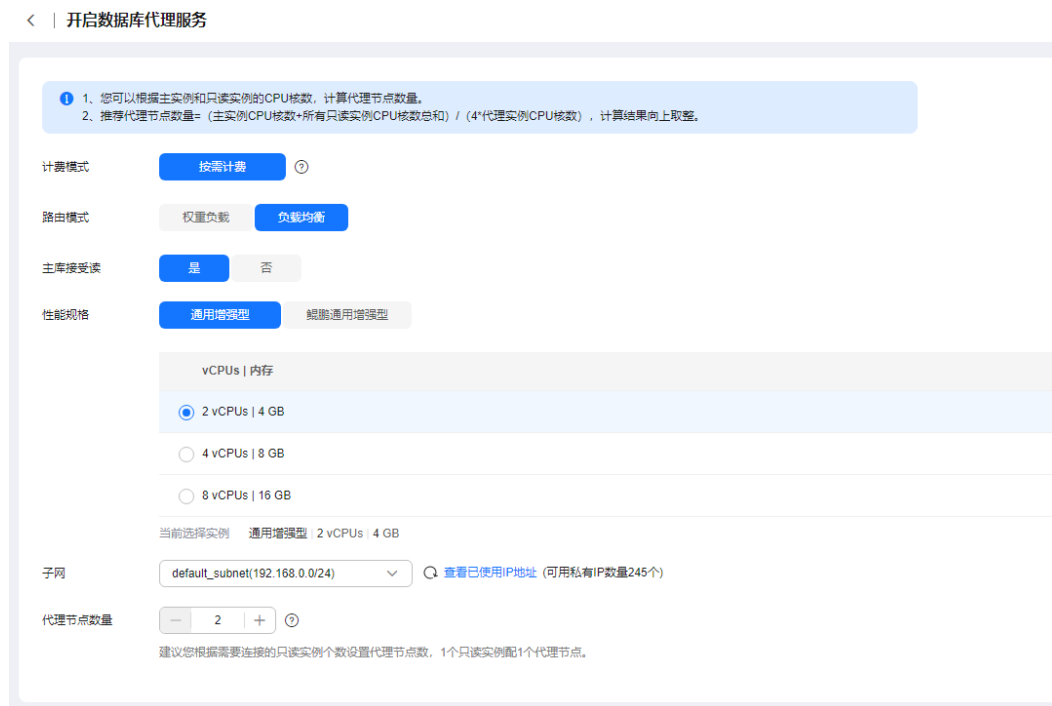 开启数据库代理服务
1、您可以根据主实例和只读实例的CPU核数，计算代理节点数量。
2、推荐代理节点数量=（主实例CPU核数+所有只读实例CPU核数总和）/（4*代理实例CPU核数），计算结果向上取整。
计费模式 按需计费
路由模式 权重负载 负载均衡
主库接受读 是 否
性能规格 通用增强型 鲲鹏通用增强型
vCPUs | 内存
2 vCPUs | 4 GB
4 vCPUs | 8 GB
8 vCPUs | 16 GB
当前选择实例 通用增强型 | 2 vCPUs | 4 GB
子网 default_subnet(192.168.0.0/24) 查看已使用IP地址 (可用私有IP数量245个)
代理节点数量 2
建议您根据需要连接的只读实例个数设置代理节点数，1个只读实例配1个代理节点。